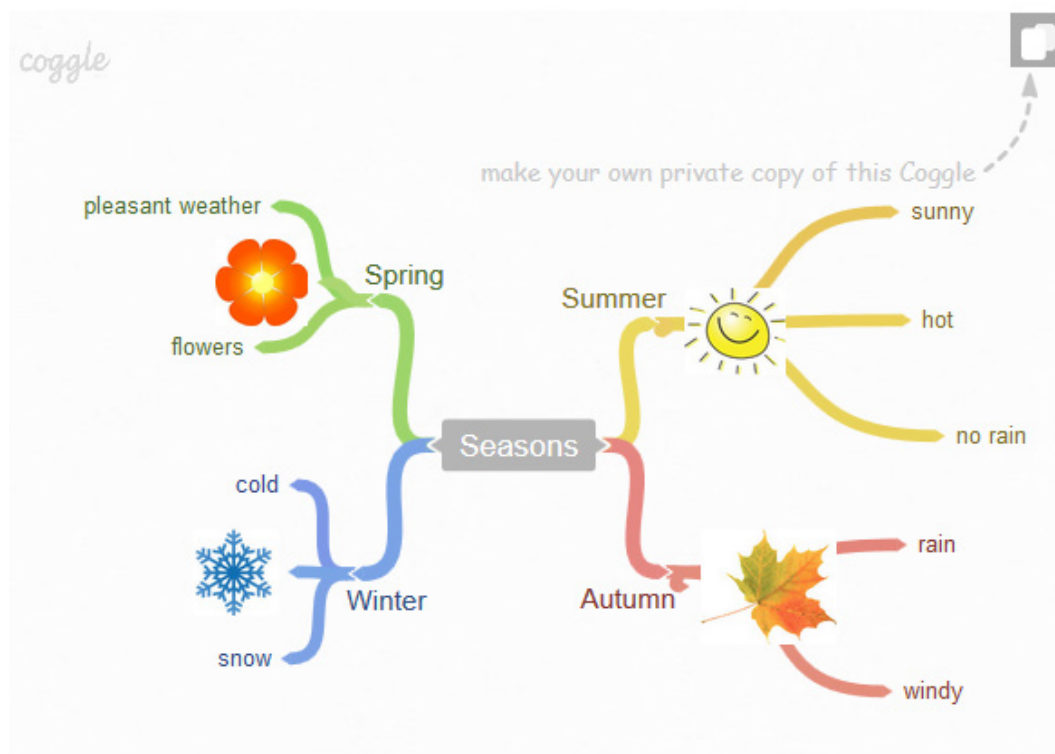 coggle
make your own private copy of this Coggle
pleasant weather
Spring
flowers
Summer
sunny
hot
no rain
Seasons
cold
Winter
snow
Autumn
rain
windy